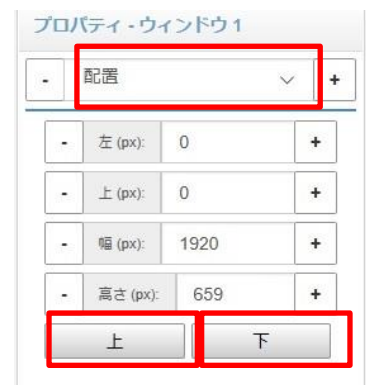 プロパティ - ウィンドウ 1
- 配置 +
- 左 (px): 0 +
- 上 (px): 0 +
- 幅 (px): 1920 +
- 高さ (px): 659 +
上 下